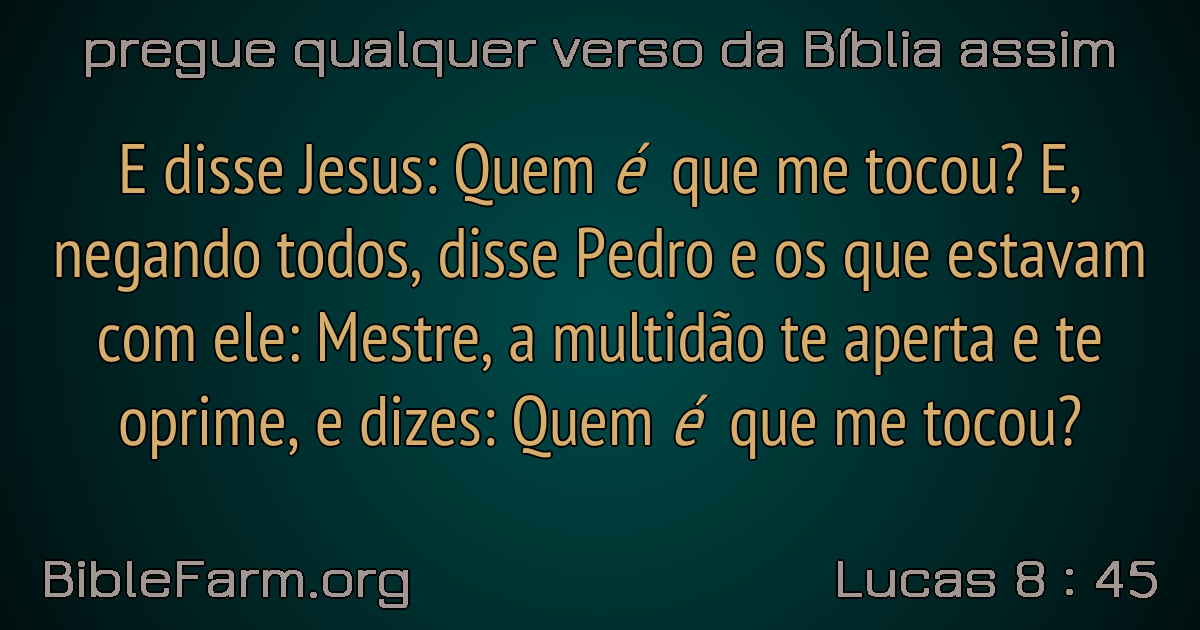 pregue qualquer verso da Bíblia assim
E disse Jesus: Quem é que me tocou? E,
negando todos, disse Pedro e os que estavam
com ele: Mestre, a multidão te aperta e te
oprime, e dizes: Quem é que me tocou?
BibleFarm.org
Lucas 8 : 45